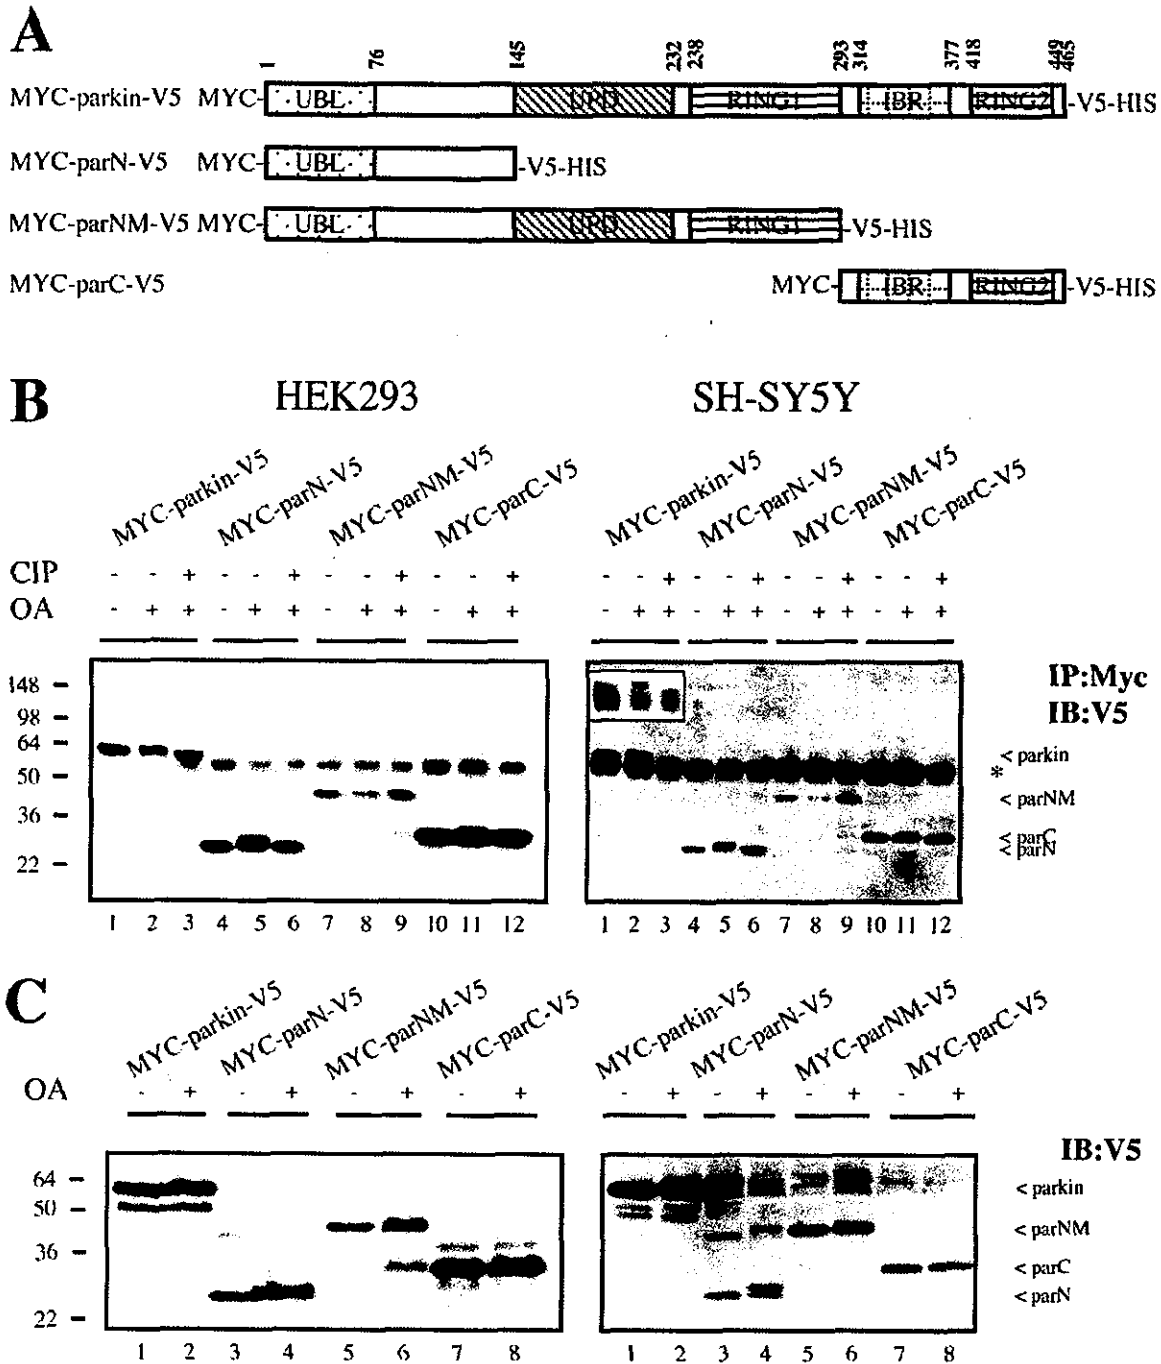 A
1 76 145 232 238 293 314 377 418 449 465
MYC-parkin-V5 MYC- UBL UPD RING1 IBR RING2 -V5-HIS
MYC-parN-V5 MYC- UBL -V5-HIS
MYC-parNM-V5 MYC- UBL UPD RING1 -V5-HIS
MYC-parC-V5 MYC- IBR RING2 -V5-HIS
B HEK293 SH-SY5Y
MYC-parkin-V5 MYC-parN-V5 MYC-parNM-V5 MYC-parC-V5 MYC-parkin-V5 MYC-parN-V5 MYC-parNM-V5 MYC-parC-V5
CIP - - + - - + - - + - - + - - + - - + - - + - - +
OA - + + - + + - + + - + + - + + - + + - + + - + +
IP:Myc
IB:V5
148
98
64
50
36
22
< parkin
*
< parNM
< parC
< parN
1 2 3 4 5 6 7 8 9 10 11 12 1 2 3 4 5 6 7 8 9 10 11 12
C
MYC-parkin-V5 MYC-parN-V5 MYC-parNM-V5 MYC-parC-V5 MYC-parkin-V5 MYC-parN-V5 MYC-parNM-V5 MYC-parC-V5
OA - + - + - + - + - + - + - + - +
IB:V5
64
50
36
22
< parkin
< parNM
< parC
< parN
1 2 3 4 5 6 7 8 1 2 3 4 5 6 7 8